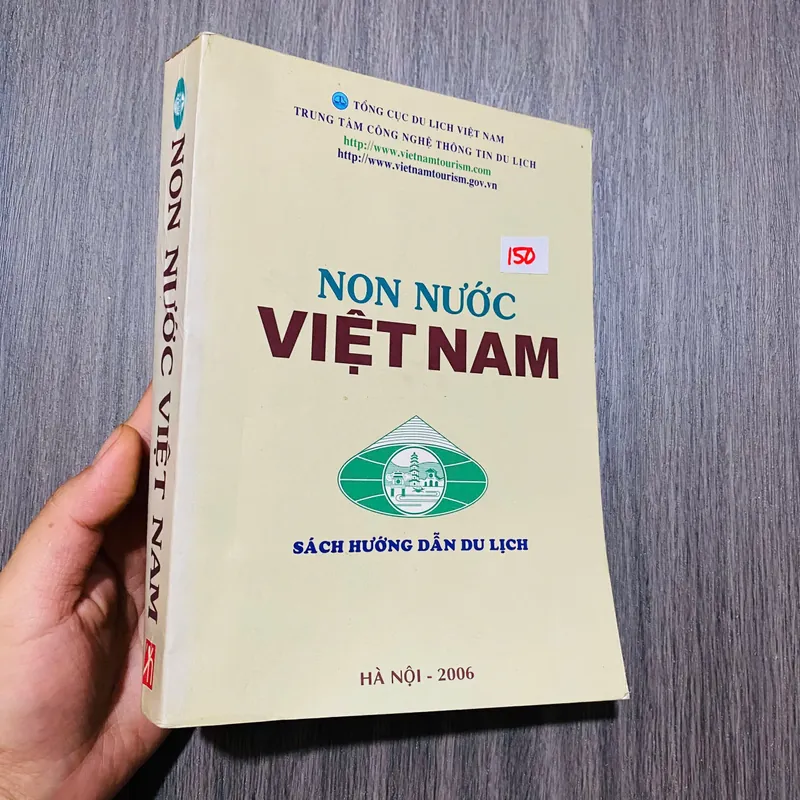 TỔNG CỤC DU LỊCH VIỆT NAM
TRUNG TÂM CÔNG NGHỆ THÔNG TIN DU LỊCH
http://www.vietnamtourism.com
http://www.vietnamtourism.gov.vn
150
NON NƯỚC
VIỆT NAM
SÁCH HƯỚNG DẪN DU LỊCH
HÀ NỘI - 2006
NON NƯỚC VIỆT NAM